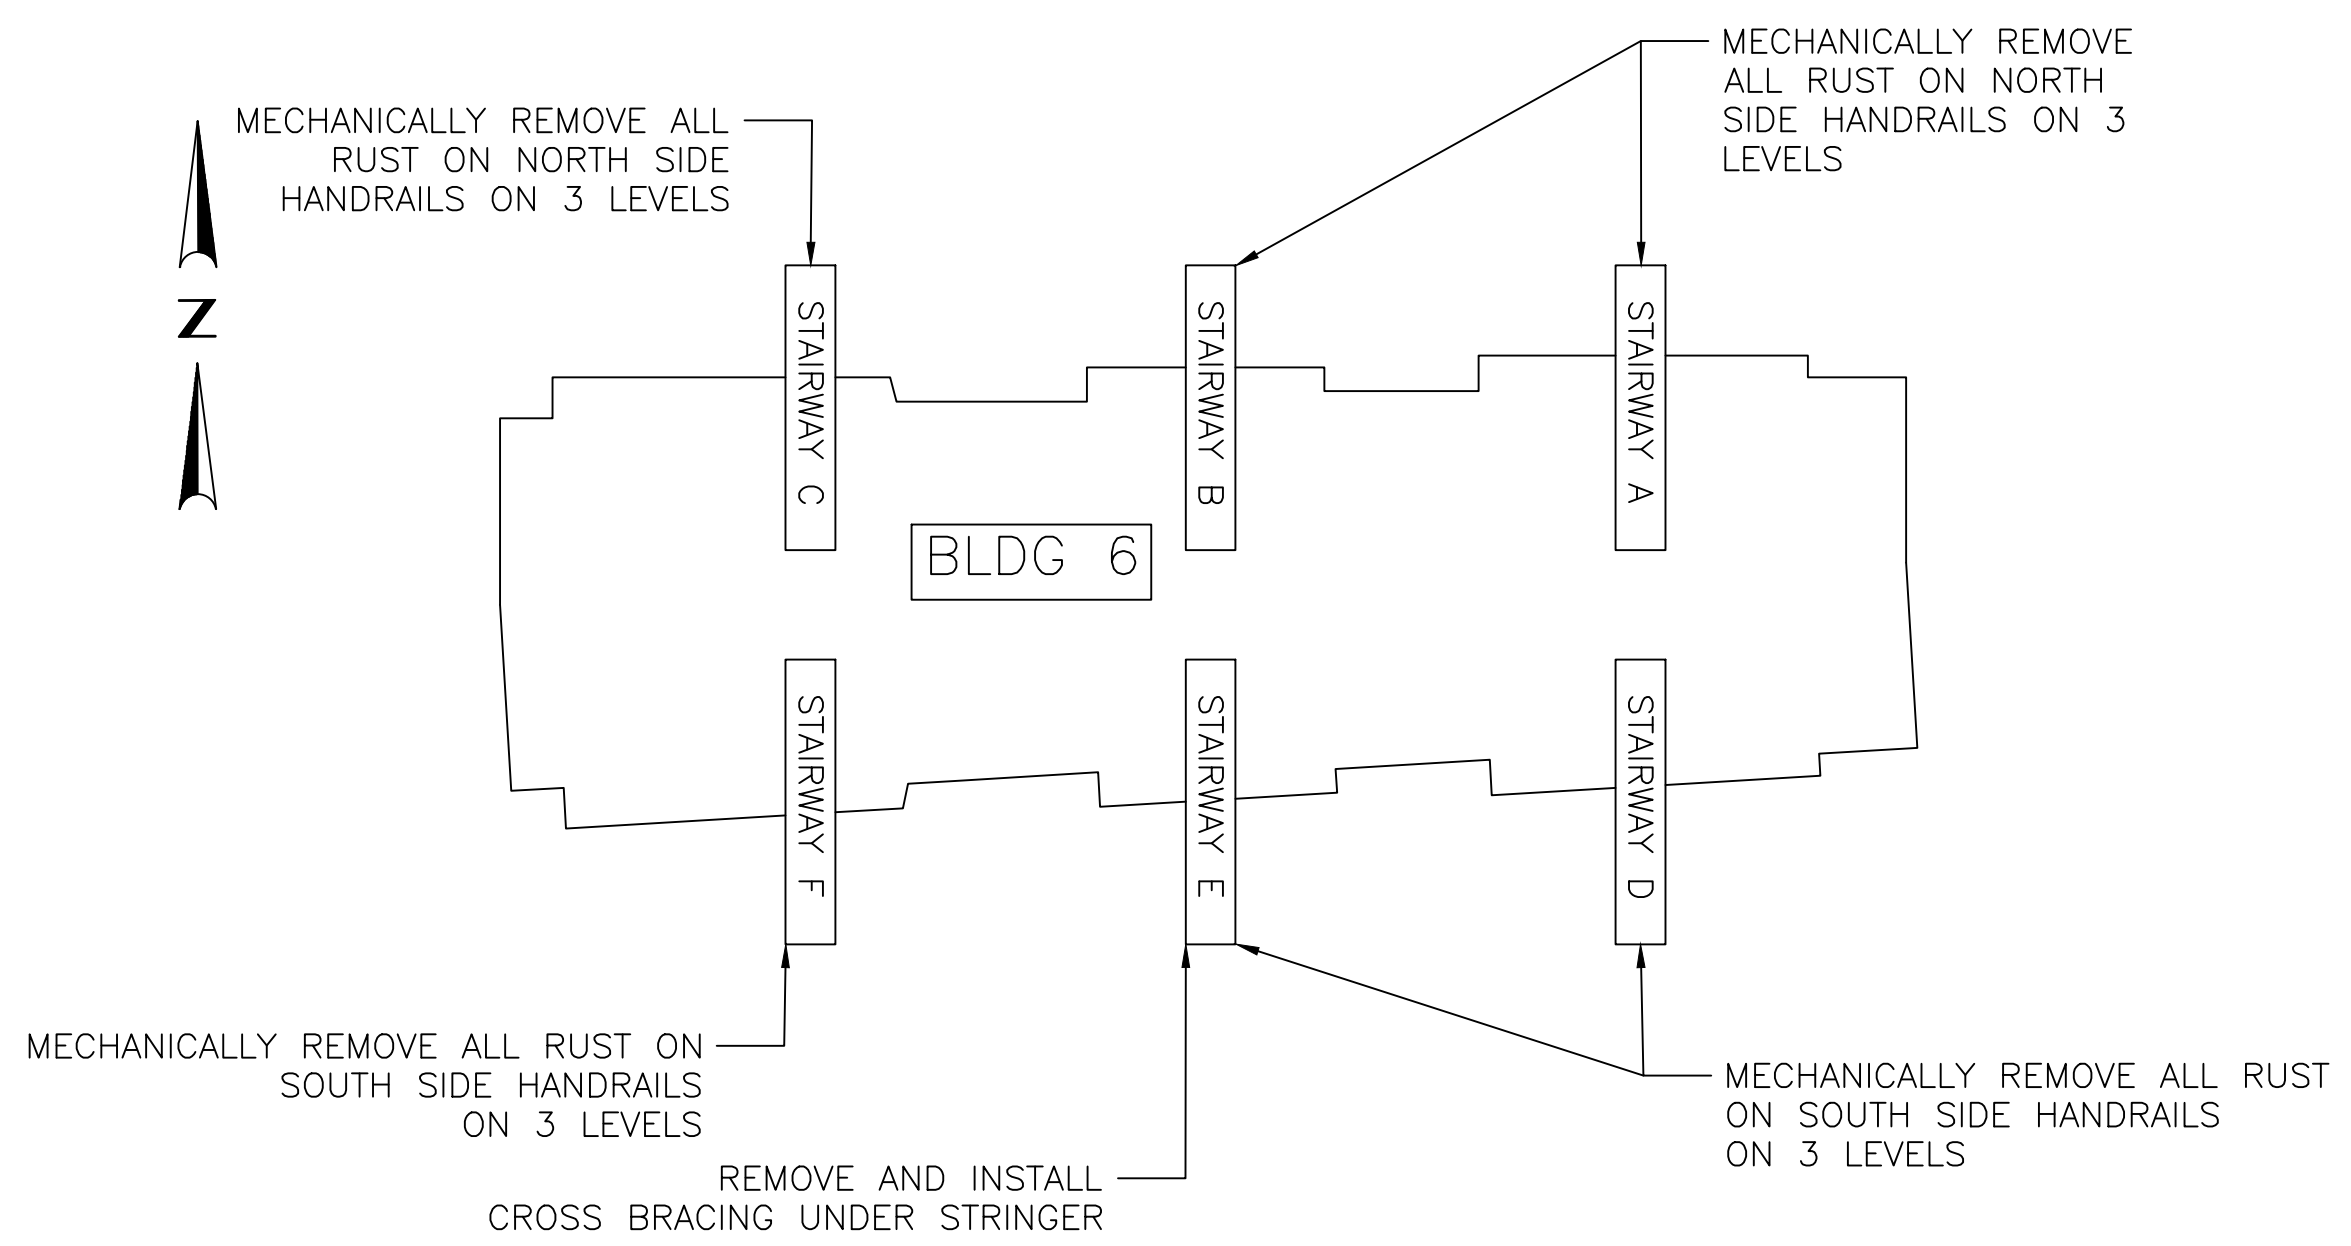 MECHANICALLY REMOVE
ALL RUST ON NORTH
SIDE HANDRAILS ON 3
LEVELS
MECHANICALLY REMOVE ALL
RUST ON NORTH SIDE
HANDRAILS ON 3 LEVELS
N
STAIRWAY C
STAIRWAY B
STAIRWAY A
BLDG 6
STAIRWAY F
STAIRWAY E
STAIRWAY D
MECHANICALLY REMOVE ALL RUST ON
SOUTH SIDE HANDRAILS
ON 3 LEVELS
MECHANICALLY REMOVE ALL RUST
ON SOUTH SIDE HANDRAILS
ON 3 LEVELS
REMOVE AND INSTALL
CROSS BRACING UNDER STRINGER